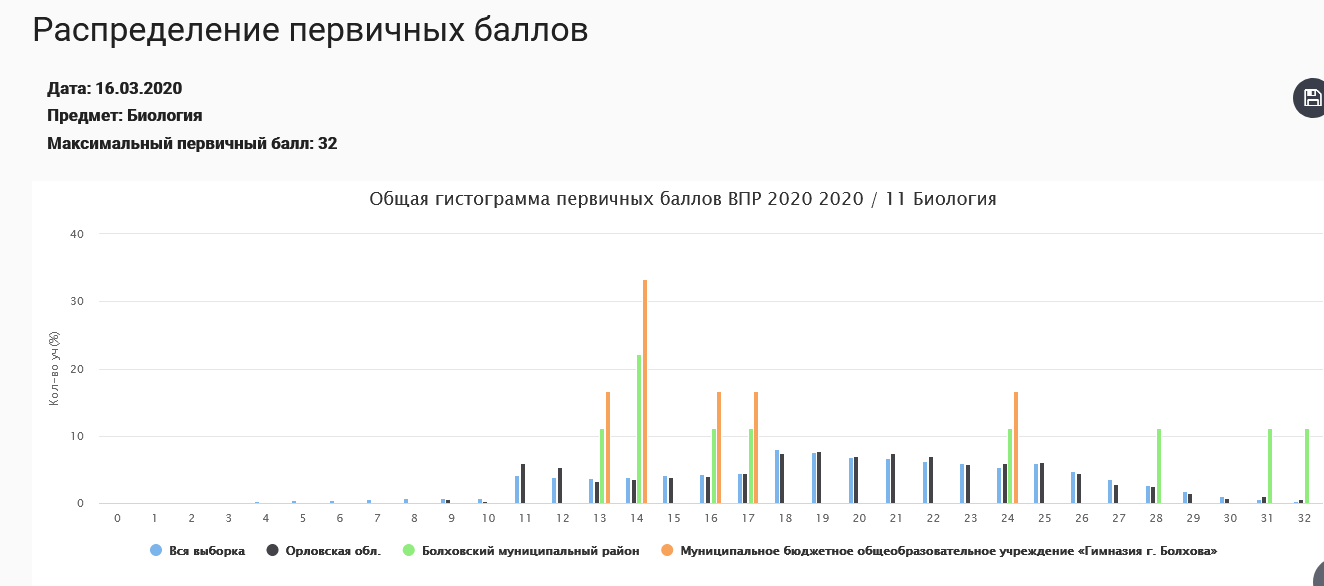 Распределение первичных баллов
Дата: 16.03.2020
Предмет: Биология
Максимальный первичный балл: 32
Общая гистограмма первичных баллов ВПР 2020 2020 / 11 Биология
Кол-во уч(%)
40
30
20
10
0
0 1 2 3 4 5 6 7 8 9 10 11 12 13 14 15 16 17 18 19 20 21 22 23 24 25 26 27 28 29 30 31 32
Вся выборка Орловская обл. Болховский муниципальный район Муниципальное бюджетное общеобразовательное учреждение «Гимназия г. Болхова»